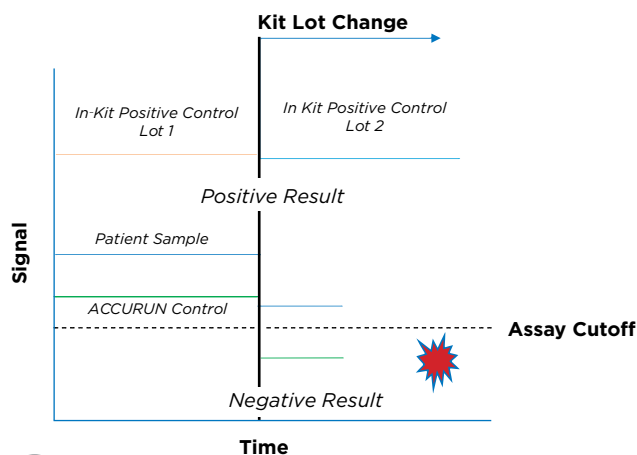 Kit Lot Change
In-Kit Positive Control
Lot 1
In Kit Positive Control
Lot 2
Positive Result
Patient Sample
Signal
ACCURUN Control
Assay Cutoff
Negative Result
Time